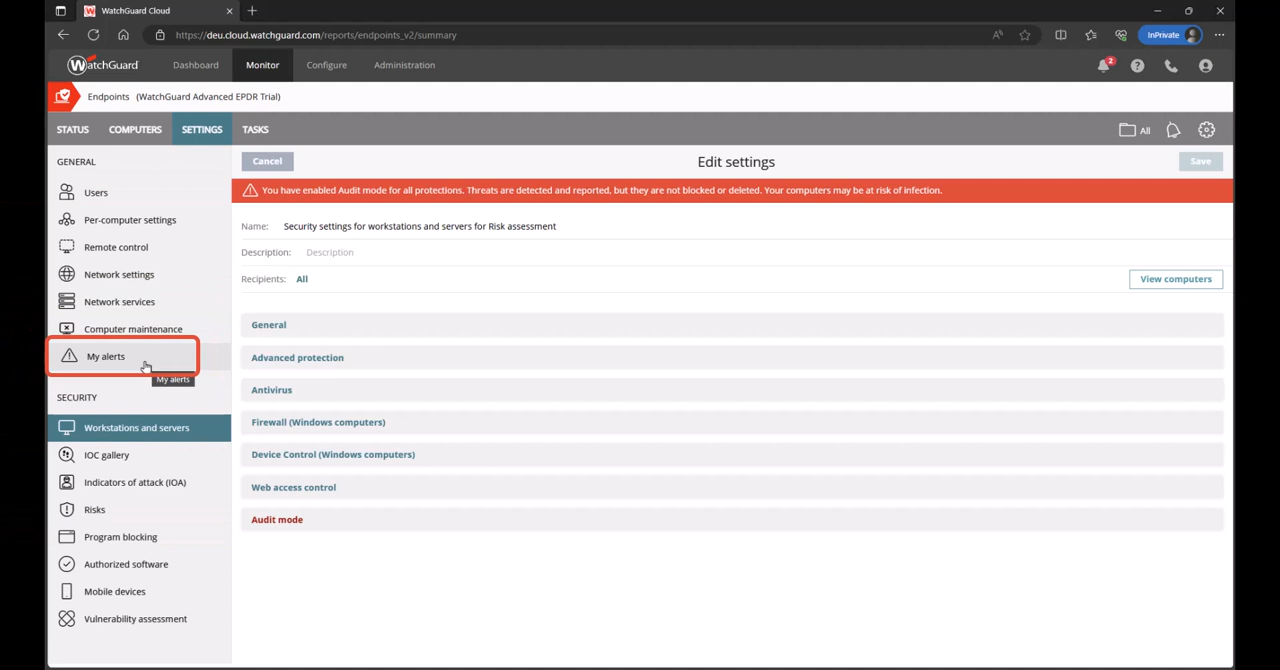 WatchGuard Cloud
https://deu.cloud.watchguard.com/reports/endpoints_v2/summary
InPrivate
WatchGuard Dashboard Monitor Configure Administration
2
Endpoints (WatchGuard Advanced EPDR Trial)
STATUS COMPUTERS SETTINGS TASKS All
GENERAL
Users
Per-computer settings
Remote control
Network settings
Network services
Computer maintenance
My alerts
My alerts
SECURITY
Workstations and servers
IOC gallery
Indicators of attack (IOA)
Risks
Program blocking
Authorized software
Mobile devices
Vulnerability assessment
Cancel
Edit settings
Save
You have enabled Audit mode for all protections. Threats are detected and reported, but they are not blocked or deleted. Your computers may be at risk of infection.
Name: Security settings for workstations and servers for Risk assessment
Description: Description
Recipients: All
View computers
General
Advanced protection
Antivirus
Firewall (Windows computers)
Device Control (Windows computers)
Web access control
Audit mode